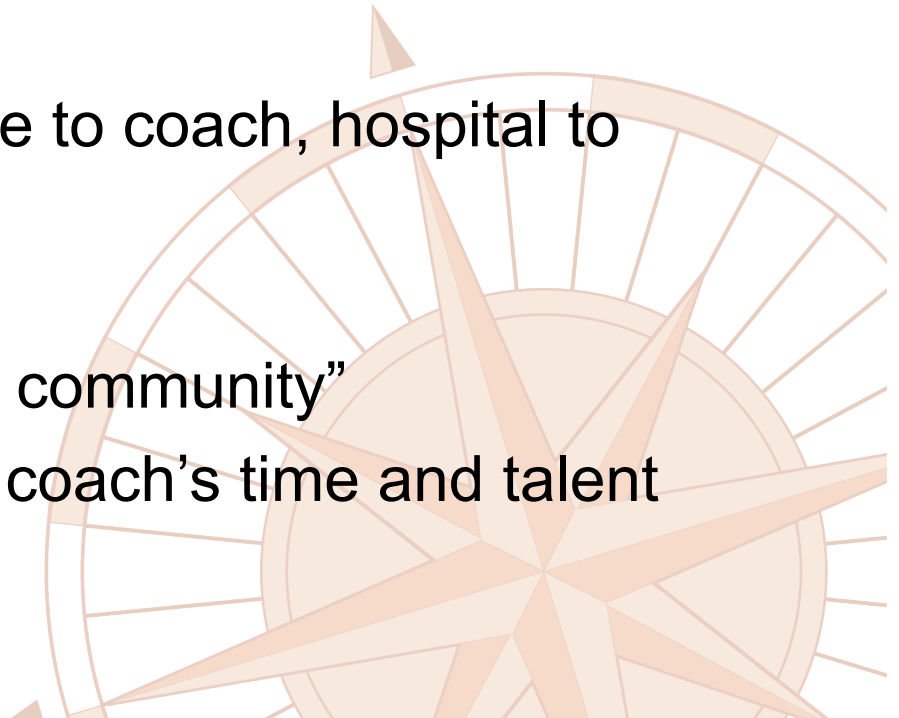 e to coach, hospital to
community”
coach’s time and talent